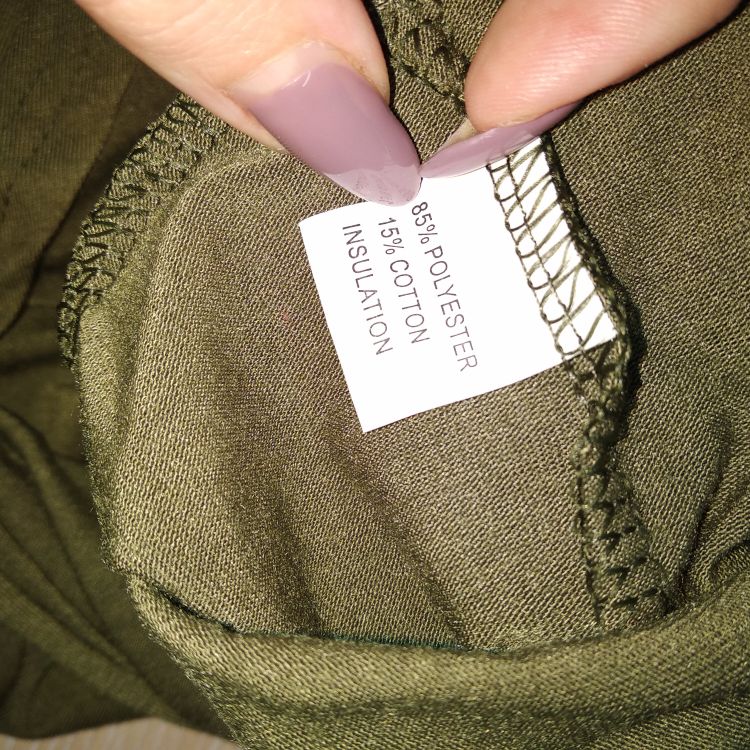 85% POLYESTER
15% COTTON
INSULATION